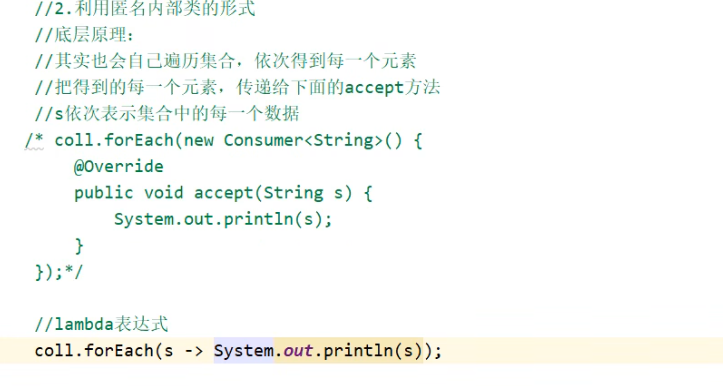 //2.利用匿名内部类的形式
//底层原理：
//其实也会自己遍历集合，依次得到每一个元素
//把得到的每一个元素，传递给下面的accept方法
//s依次表示集合中的每一个数据
/* coll.forEach(new Consumer<String>() {
@Override
public void accept(String s) {
System.out.println(s);
}
});*/
//lambda表达式
coll.forEach(s -> System.out.println(s));